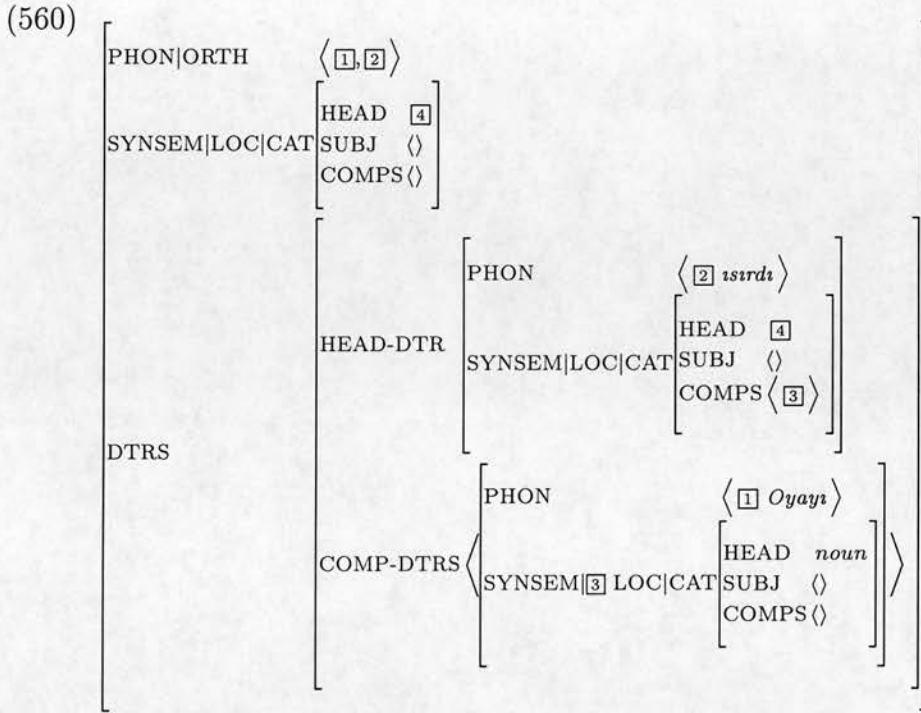 (560)
PHON|ORTH ⟨[1],[2]⟩
HEAD [4]
SYNSEM|LOC|CAT SUBJ ⟨⟩
COMPS ⟨⟩
PHON ⟨[2] ısırdı⟩
HEAD [4]
HEAD-DTR SYNSEM|LOC|CAT SUBJ ⟨⟩
COMPS ⟨[3]⟩
DTRS
PHON ⟨[1] Oyayı⟩
HEAD noun
COMP-DTRS ⟨ SYNSEM|[3] LOC|CAT SUBJ ⟨⟩ ⟩
COMPS ⟨⟩